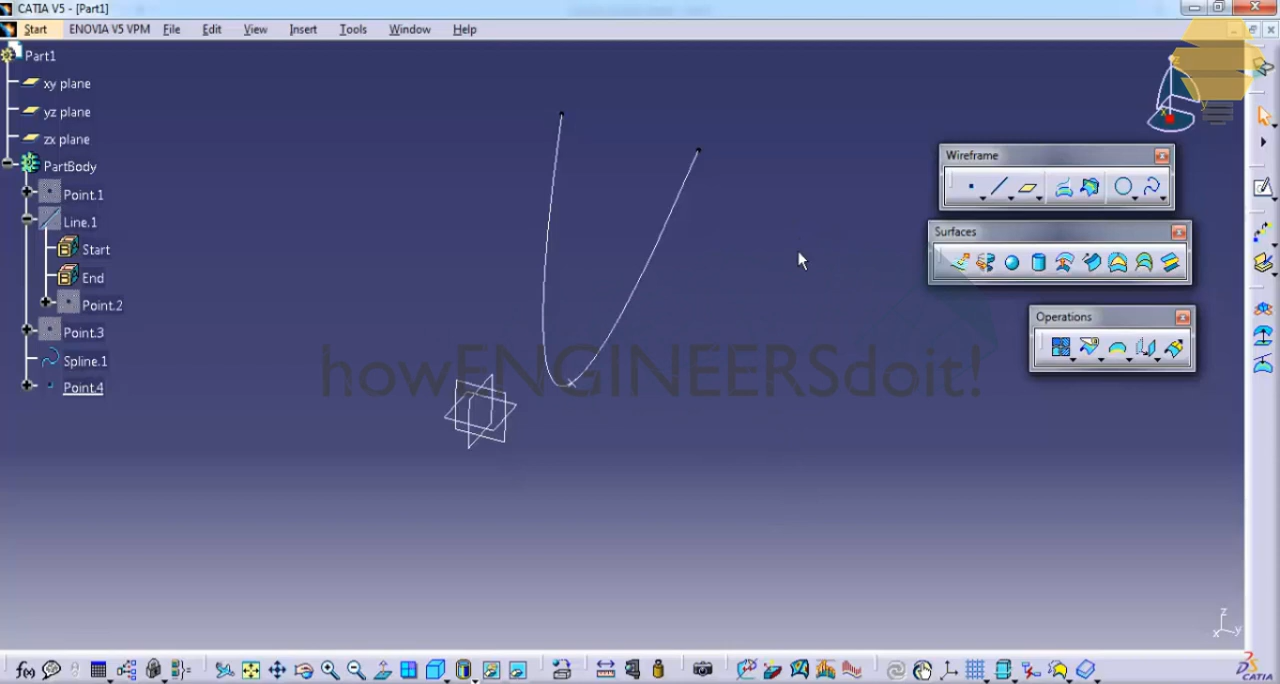 CATIA V5 - [Part1]
Start ENOVIA V5 VPM File Edit View Insert Tools Window Help
Part1
xy plane
yz plane
zx plane
PartBody
Point.1
Line.1
Start
End
Point.2
Point.3
Spline.1
Point.4
Wireframe
Surfaces
Operations
howENGINEERSdoit!
z
y
x
z
x y
f(x)
CATIA